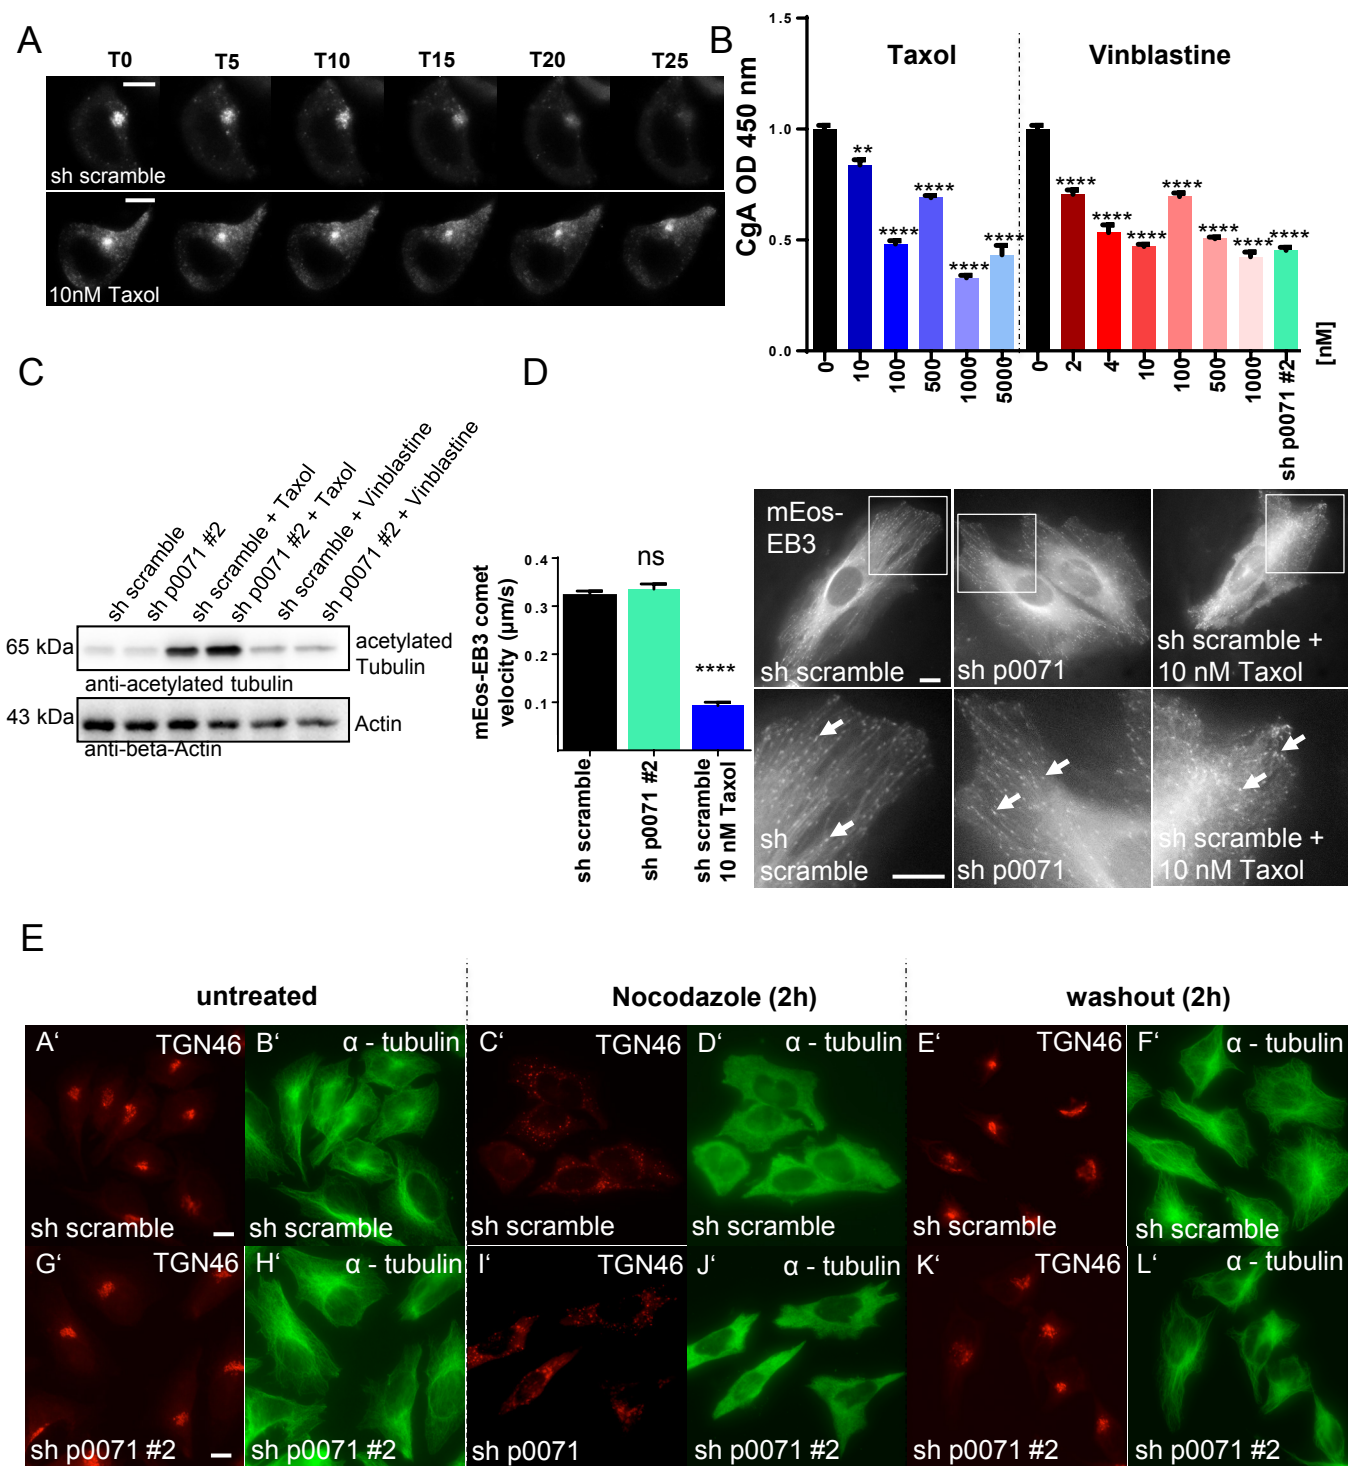 A
T0 T5 T10 T15 T20 T25
sh scramble
10nM Taxol
B
Taxol
Vinblastine
CgA OD 450 nm
1.5
1.0
0.5
0.0
**
****
****
****
****
****
****
****
****
****
****
****
0 10 100 500 1000 5000 0 2 4 10 100 500 1000 sh p0071 #2
[nM]
C
sh scramble
sh p0071 #2
sh scramble + Taxol
sh p0071 #2 + Taxol
sh scramble + Vinblastine
sh p0071 #2 + Vinblastine
65 kDa
acetylated
Tubulin
anti-acetylated tubulin
43 kDa
Actin
anti-beta-Actin
D
mEos-EB3 comet
velocity (µm/s)
0.4
0.3
0.2
0.1
ns
****
sh scramble
sh p0071 #2
sh scramble
10 nM Taxol
mEos-
EB3
sh scramble
sh p0071
sh scramble +
10 nM Taxol
sh
scramble
sh p0071
sh scramble +
10 nM Taxol
E
untreated
Nocodazole (2h)
washout (2h)
A‘ TGN46
sh scramble
B‘ α - tubulin
sh scramble
C‘ TGN46
sh scramble
D‘ α - tubulin
sh scramble
E‘ TGN46
sh scramble
F‘ α - tubulin
sh scramble
G‘ TGN46
sh p0071 #2
H‘ α - tubulin
sh p0071 #2
I‘ TGN46
sh p0071
J‘ α - tubulin
sh p0071 #2
K‘ TGN46
sh p0071 #2
L‘ α - tubulin
sh p0071 #2